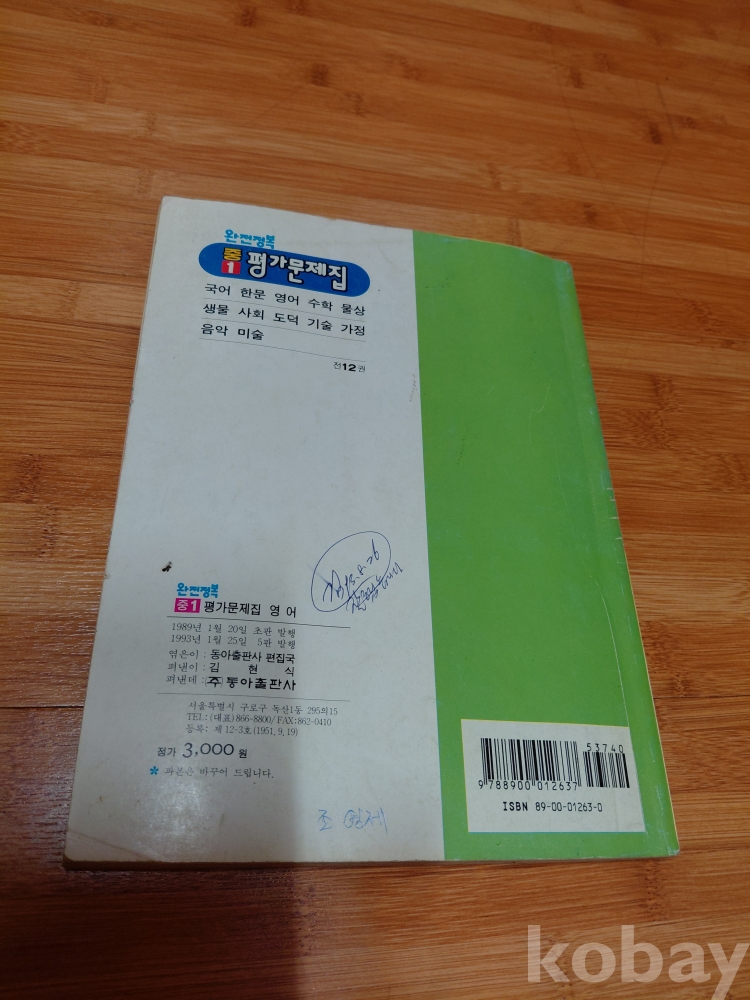 완전정복
중1 평가문제집
국어 한문 영어 수학 물상
생물 사회 도덕 기술 가정
음악 미술
전12권
완전정복
중1 평가문제집 영어
1989년 1월 20일 초판 발행
1993년 1월 25일 5판 발행
엮은이 : 동아출판사 편집국
펴낸이 : 김 현 식
펴낸데 : (주)동아출판사
서울특별시 구로구 독산1동 295의15
TEL:(대표)866-8800/FAX:862-0410
등록: 제12-3호(1951.9.19)
정가 3,000원
* 파본은 바꾸어 드립니다.
53740
9788900012637
ISBN 89-00-01263-0
조
kobay